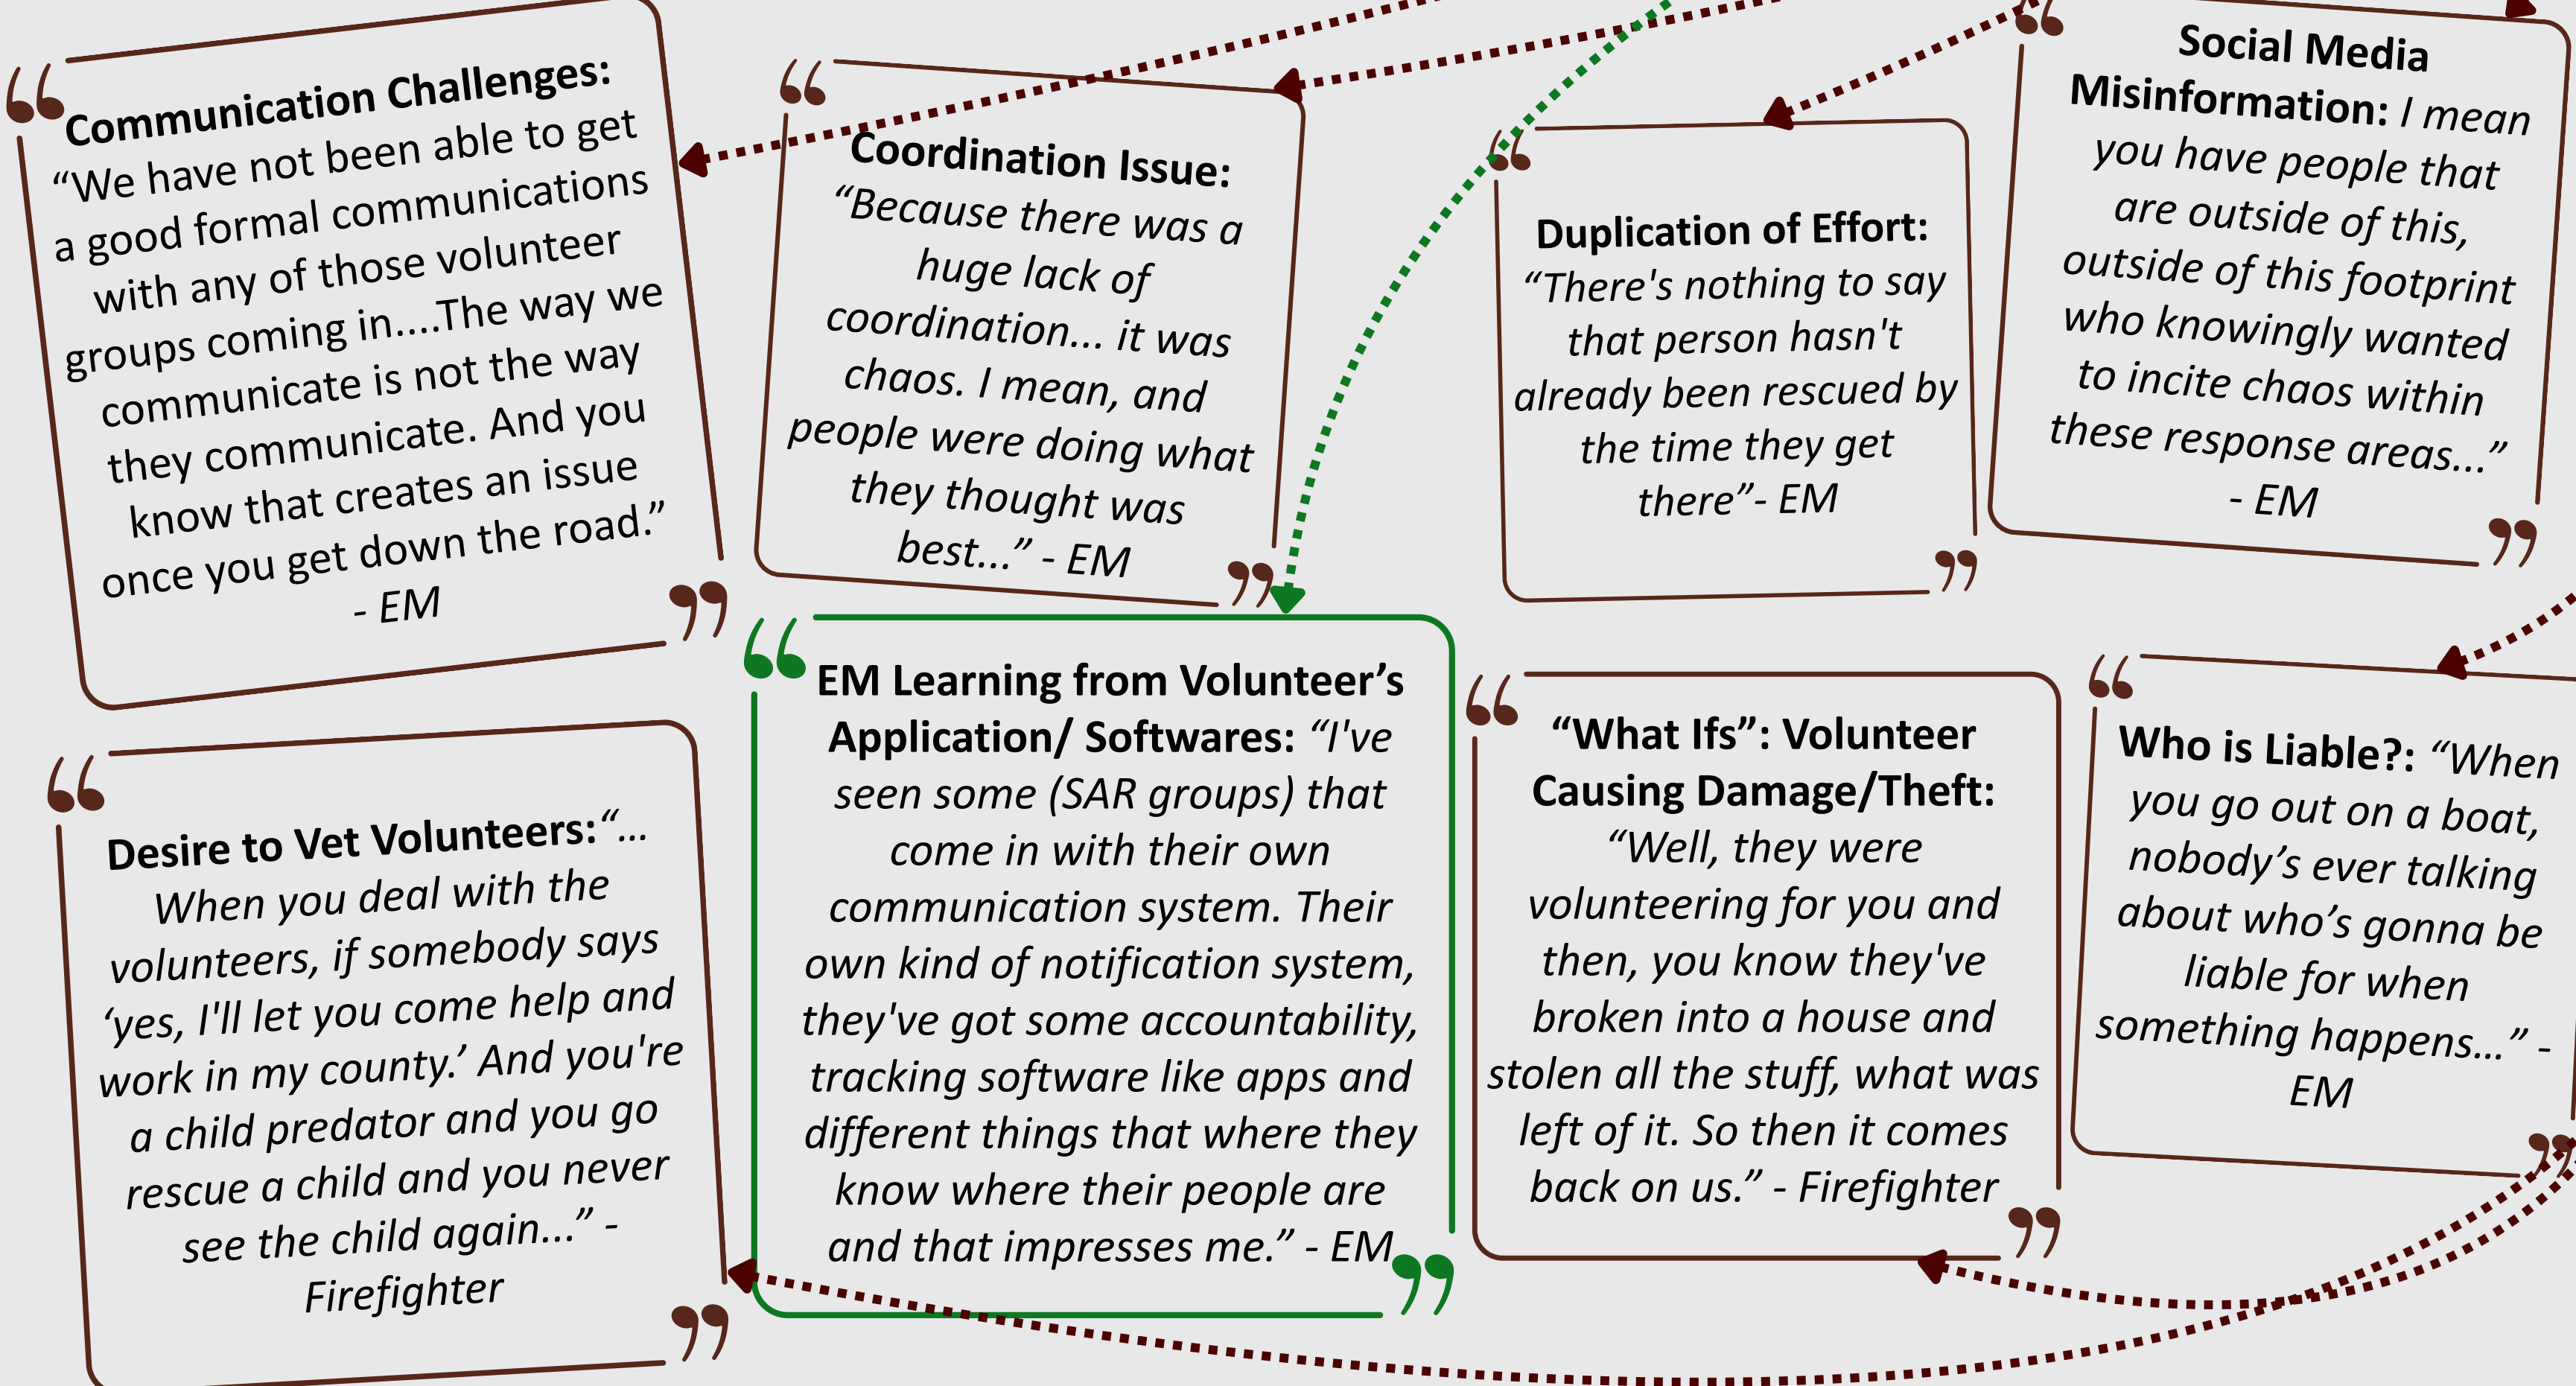 Communication Challenges:
“We have not been able to get
a good formal communications
with any of those volunteer
groups coming in....The way we
communicate is not the way
they communicate. And you
know that creates an issue
once you get down the road.”
- EM
Coordination Issue:
“Because there was a
huge lack of
coordination... it was
chaos. I mean, and
people were doing what
they thought was
best...” - EM
Duplication of Effort:
“There's nothing to say
that person hasn't
already been rescued by
the time they get
there”- EM
Social Media
Misinformation: I mean
you have people that
are outside of this,
outside of this footprint
who knowingly wanted
to incite chaos within
these response areas...”
- EM
Desire to Vet Volunteers:“...
When you deal with the
volunteers, if somebody says
‘yes, I'll let you come help and
work in my county.’ And you're
a child predator and you go
rescue a child and you never
see the child again...” -
Firefighter
EM Learning from Volunteer’s
Application/ Softwares: “I've
seen some (SAR groups) that
come in with their own
communication system. Their
own kind of notification system,
they've got some accountability,
tracking software like apps and
different things that where they
know where their people are
and that impresses me.” - EM
“What Ifs”: Volunteer
Causing Damage/Theft:
“Well, they were
volunteering for you and
then, you know they've
broken into a house and
stolen all the stuff, what was
left of it. So then it comes
back on us.” - Firefighter
Who is Liable?: “When
you go out on a boat,
nobody’s ever talking
about who’s gonna be
liable for when
something happens...” -
EM